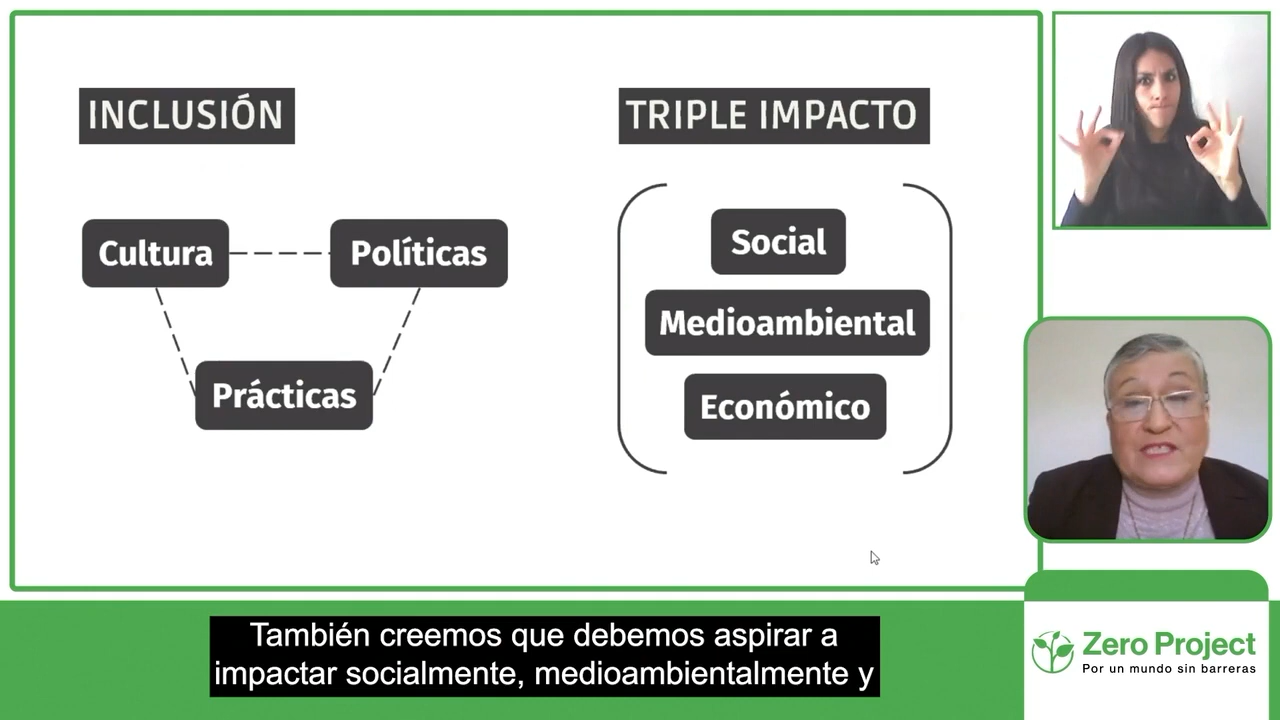 INCLUSIÓN
Cultura
Políticas
Prácticas
TRIPLE IMPACTO
Social
Medioambiental
Económico
También creemos que debemos aspirar a
impactar socialmente, medioambientalmente y
Zero Project
Por un mundo sin barreras